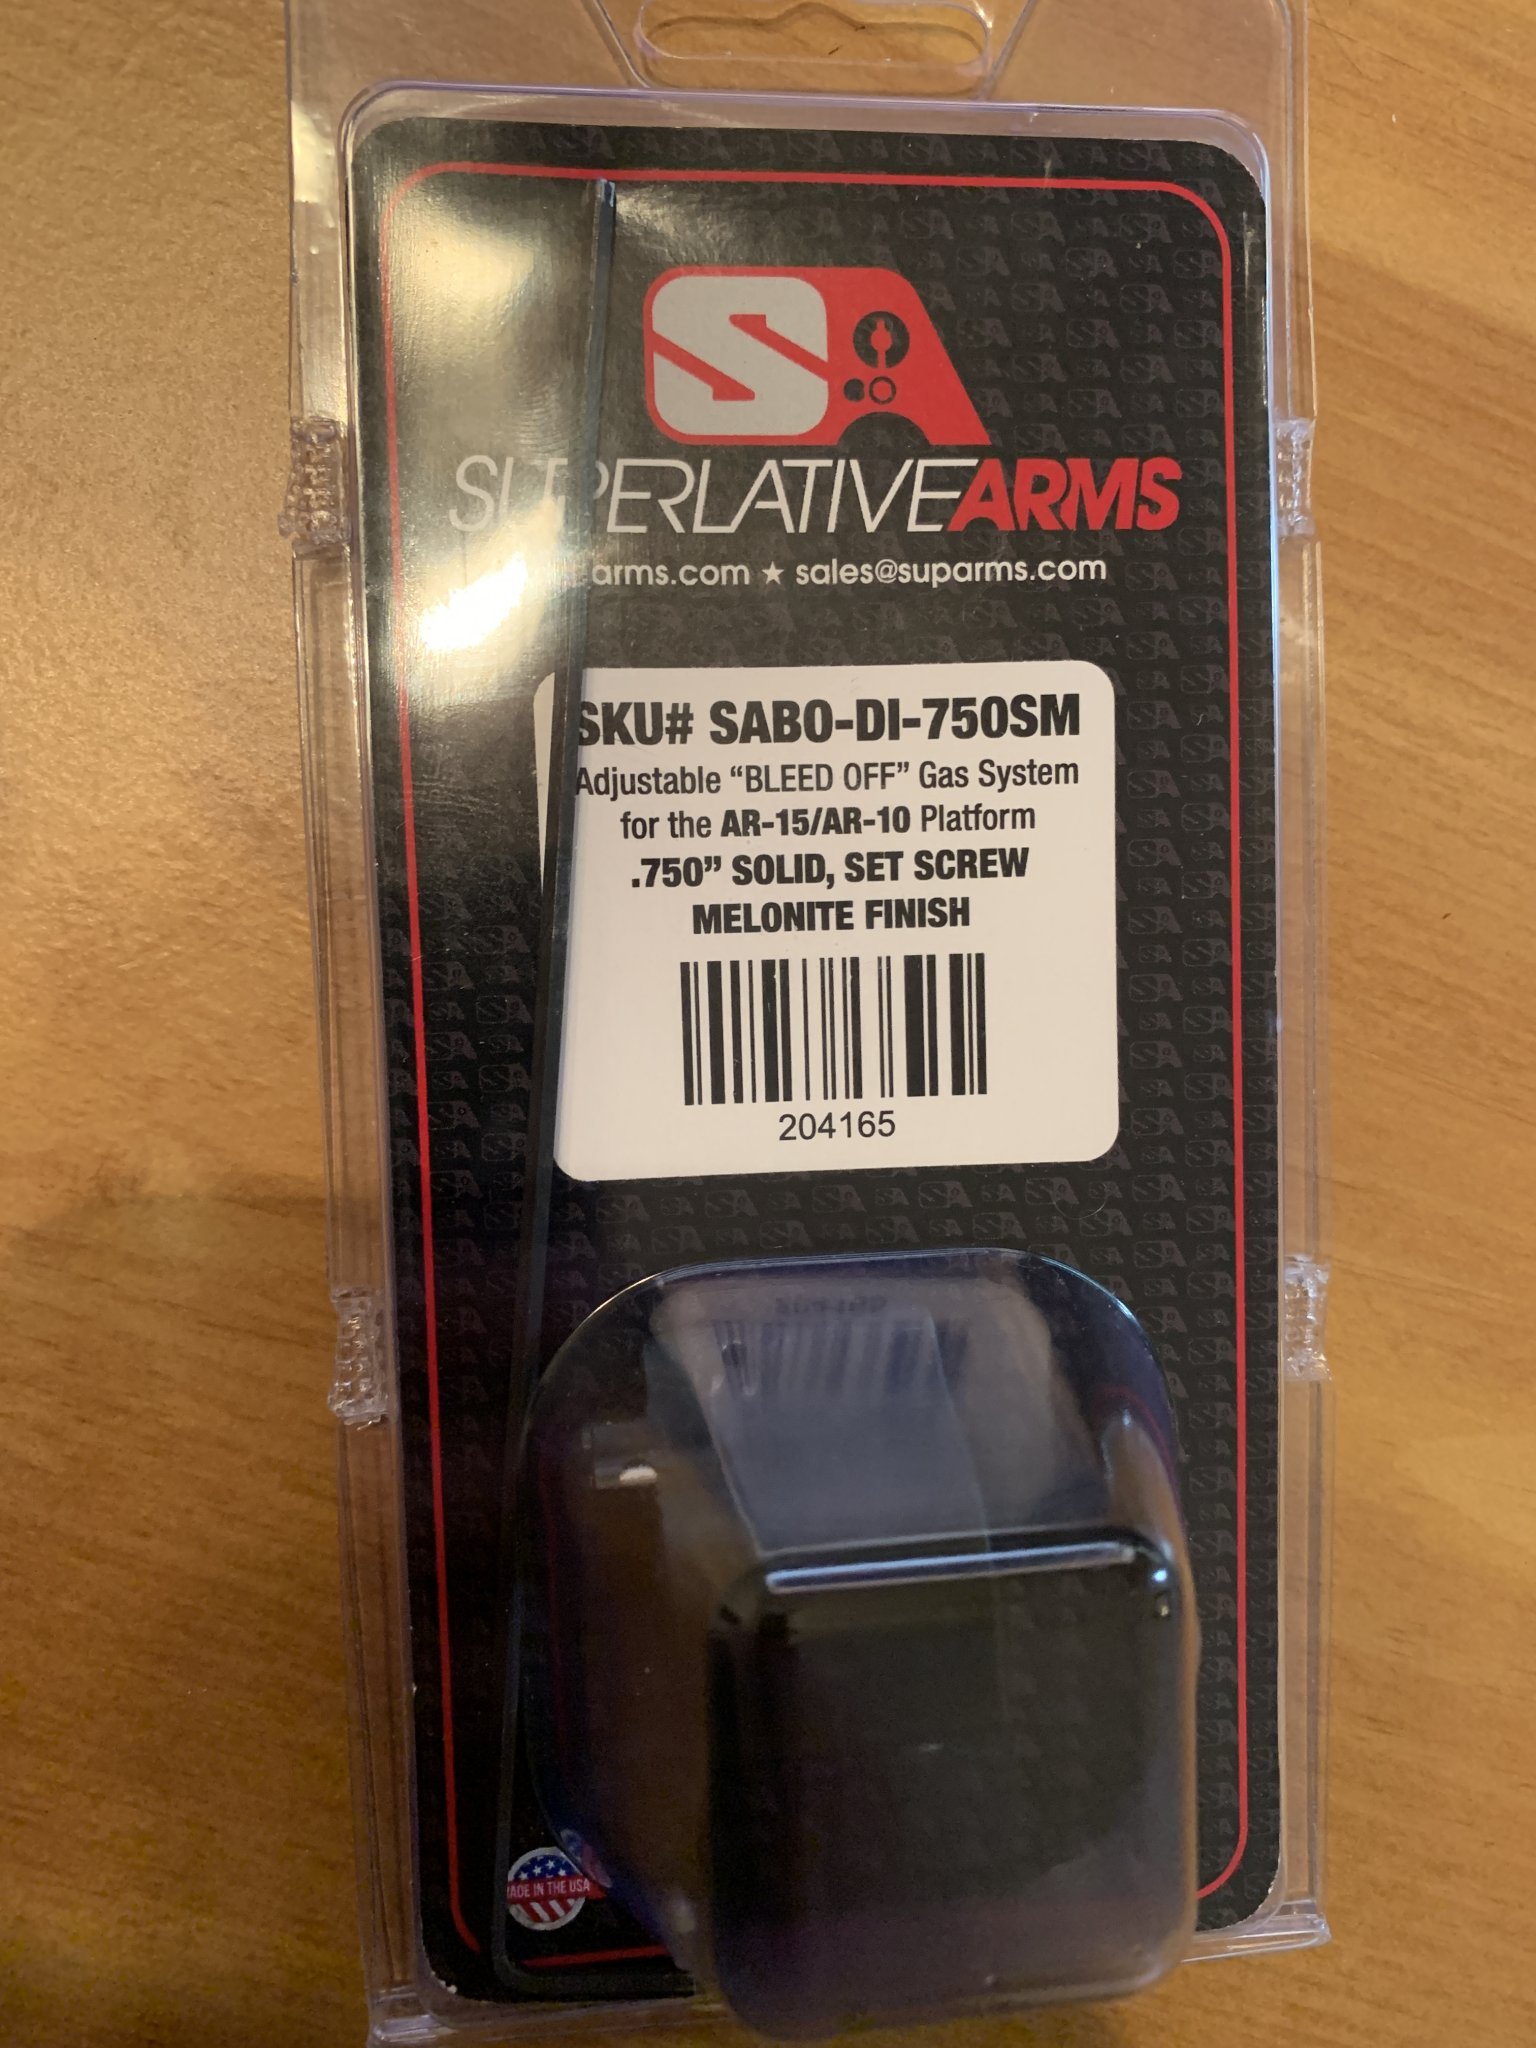 SA
SUPERLATIVEARMS
arms.com ★ sales@suparms.com
SKU# SABO-DI-750SM
Adjustable “BLEED OFF” Gas System
for the AR-15/AR-10 Platform
.750” SOLID, SET SCREW
MELONITE FINISH
204165
MADE IN THE USA